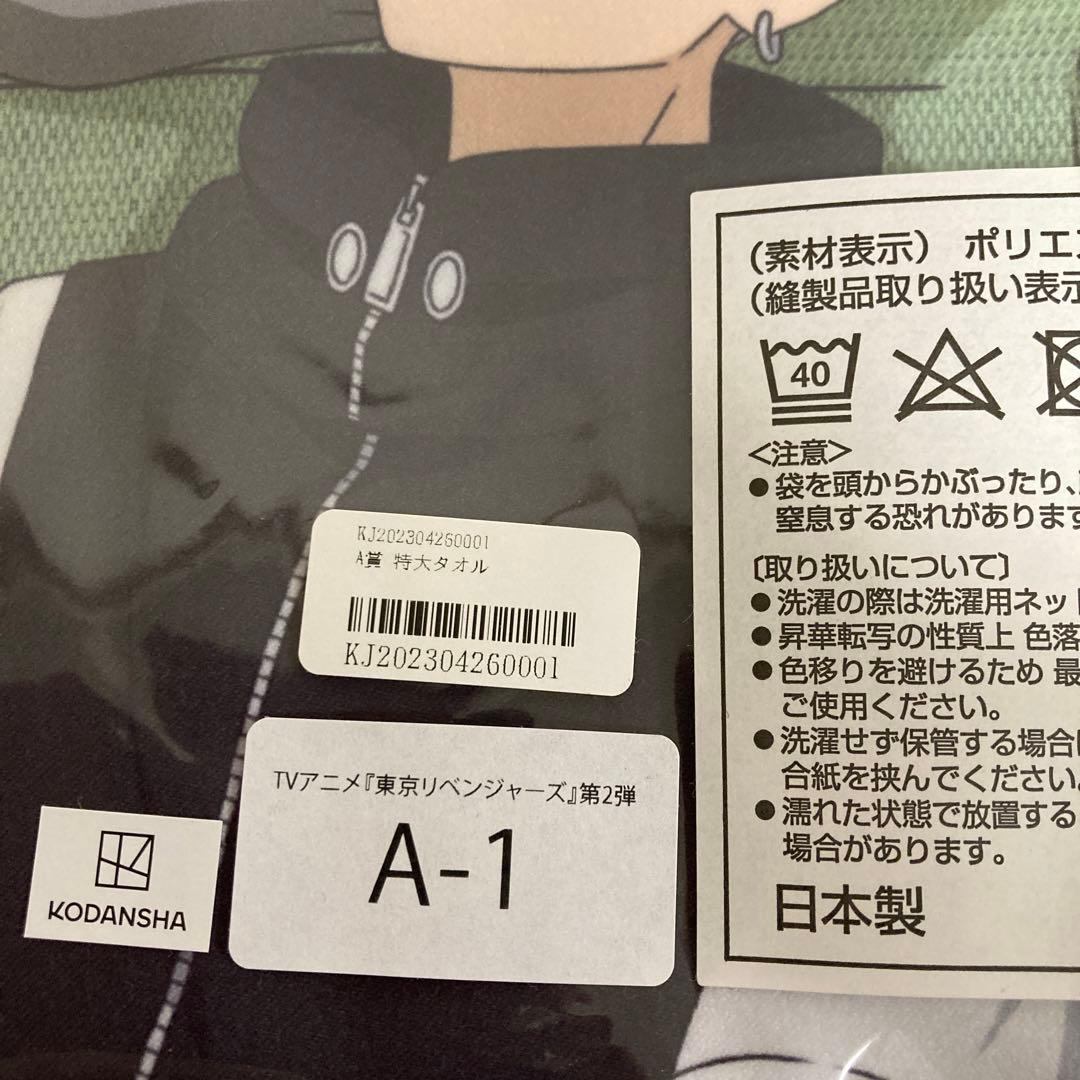 KJ202304260001
A賞 特大タオル
KJ202304260001
TVアニメ『東京リベンジャーズ』第2弾
A-1
KODANSHA
(素材表示) ポリエ
(縫製品取り扱い表示
40
<注意>
●袋を頭からかぶったり、
窒息する恐れがあります
〔取り扱いについて〕
●洗濯の際は洗濯用ネッ
●昇華転写の性質上 色落
●色移りを避けるため 最
ご使用ください。
●洗濯せず保管する場合は
合紙を挟んでください。
●濡れた状態で放置する
場合があります。
日本製